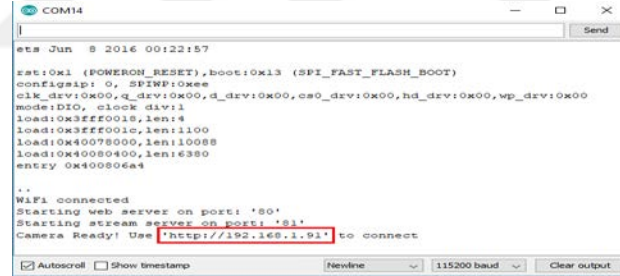 COM14
Send
ets Jun  8 2016 00:22:57
rst:0x1 (POWERON_RESET),boot:0x13 (SPI_FAST_FLASH_BOOT)
configsip: 0, SPIWP:0xee
clk_drv:0x00,q_drv:0x00,d_drv:0x00,cs0_drv:0x00,hd_drv:0x00,wp_drv:0x00
mode:DIO, clock div:1
load:0x3fff0018,len:4
load:0x3fff001c,len:1100
load:0x40078000,len:10088
load:0x40080400,len:6380
entry 0x400806a4
..
WiFi connected
Starting web server on port: '80'
Starting stream server on port: '81'
Camera Ready! Use 'http://192.168.1.91' to connect
Autoscroll Show timestamp Newline 115200 baud Clear output